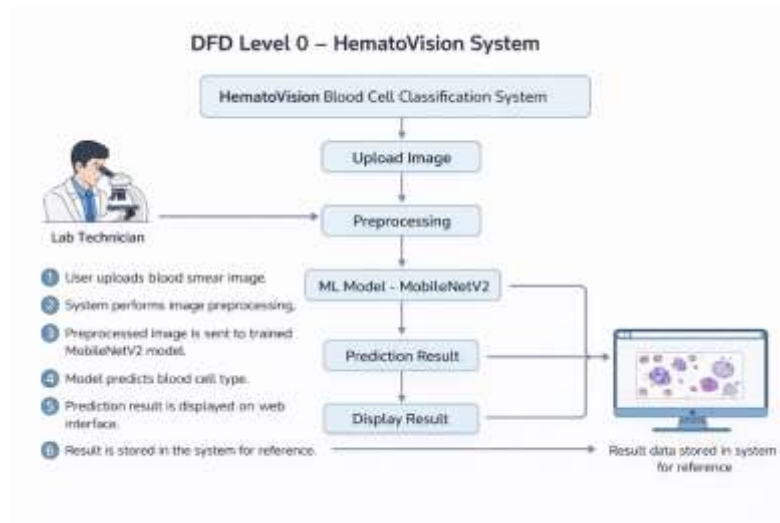 DFD Level 0 – HematoVision System
HematoVision Blood Cell Classification System
Upload Image
Preprocessing
Lab Technician
ML Model - MobileNetV2
Prediction Result
Display Result
1 User uploads blood smear image.
2 System performs image preprocessing.
3 Preprocessed image is sent to trained
MobileNetV2 model.
4 Model predicts blood cell type.
5 Prediction result is displayed on web
interface.
6 Result is stored in the system for reference.
Result data stored in system
for reference